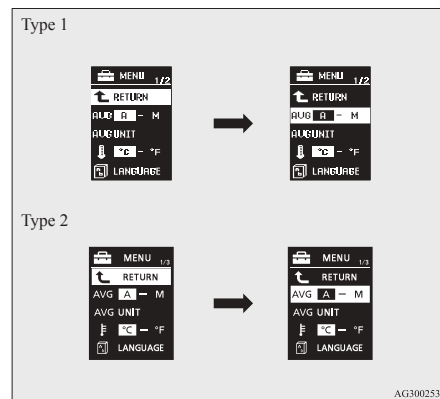 Type 1
MENU 1/2
RETURN
AVG A - M
AVG UNIT
°C - °F
LANGUAGE
MENU 1/2
RETURN
AVG A - M
AVG UNIT
°C - °F
LANGUAGE
Type 2
MENU 1/3
RETURN
AVG A - M
AVG UNIT
°C - °F
LANGUAGE
MENU 1/3
RETURN
AVG A - M
AVG UNIT
°C - °F
LANGUAGE
AG300253